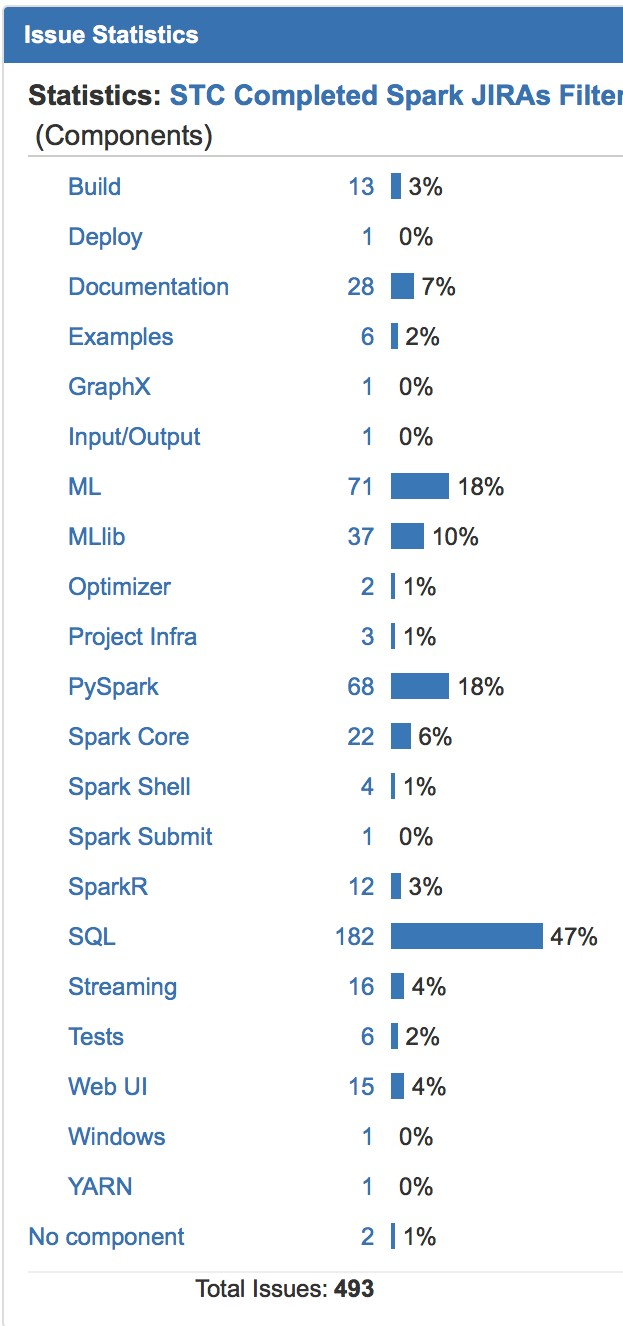 Issue Statistics
Statistics: STC Completed Spark JIRAs Filter
(Components)
Build 13 3%
Deploy 1 0%
Documentation 28 7%
Examples 6 2%
GraphX 1 0%
Input/Output 1 0%
ML 71 18%
MLlib 37 10%
Optimizer 2 1%
Project Infra 3 1%
PySpark 68 18%
Spark Core 22 6%
Spark Shell 4 1%
Spark Submit 1 0%
SparkR 12 3%
SQL 182 47%
Streaming 16 4%
Tests 6 2%
Web UI 15 4%
Windows 1 0%
YARN 1 0%
No component 2 1%
Total Issues: 493